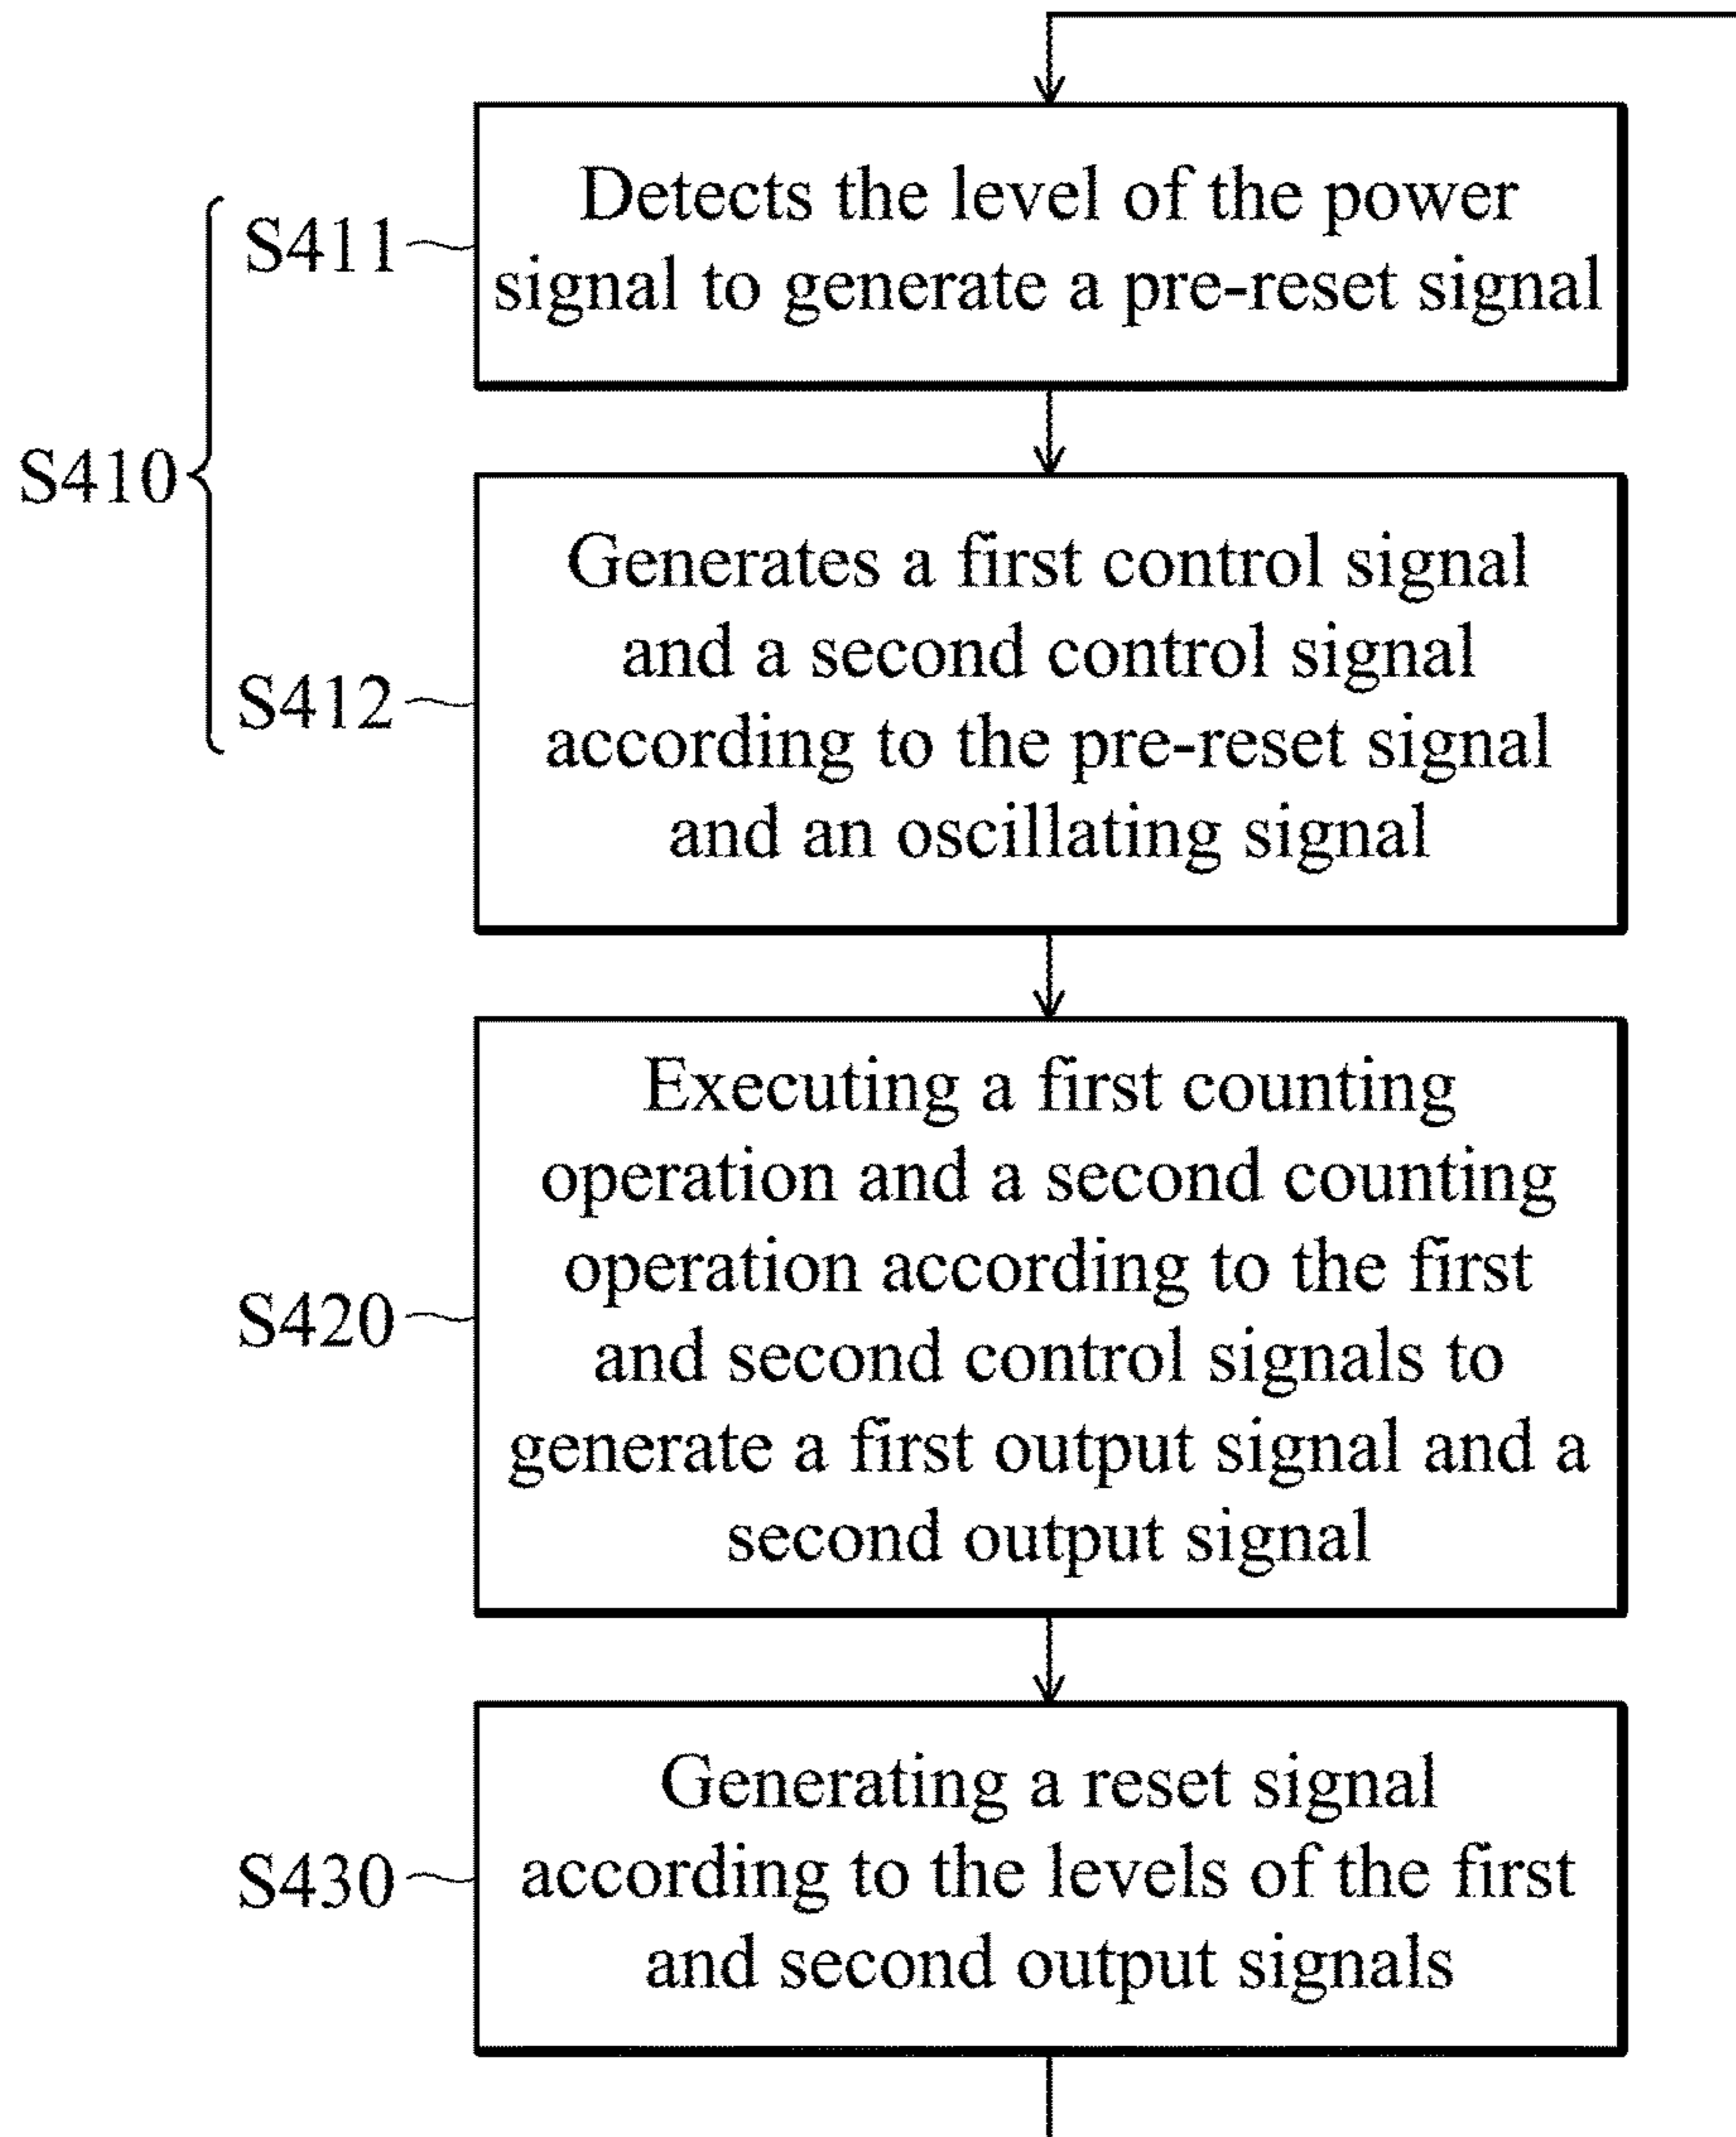 S410
S411
Detects the level of the power
signal to generate a pre-reset signal
S412
Generates a first control signal
and a second control signal
according to the pre-reset signal
and an oscillating signal
S420
Executing a first counting
operation and a second counting
operation according to the first
and second control signals to
generate a first output signal and a
second output signal
S430
Generating a reset signal
according to the levels of the first
and second output signals